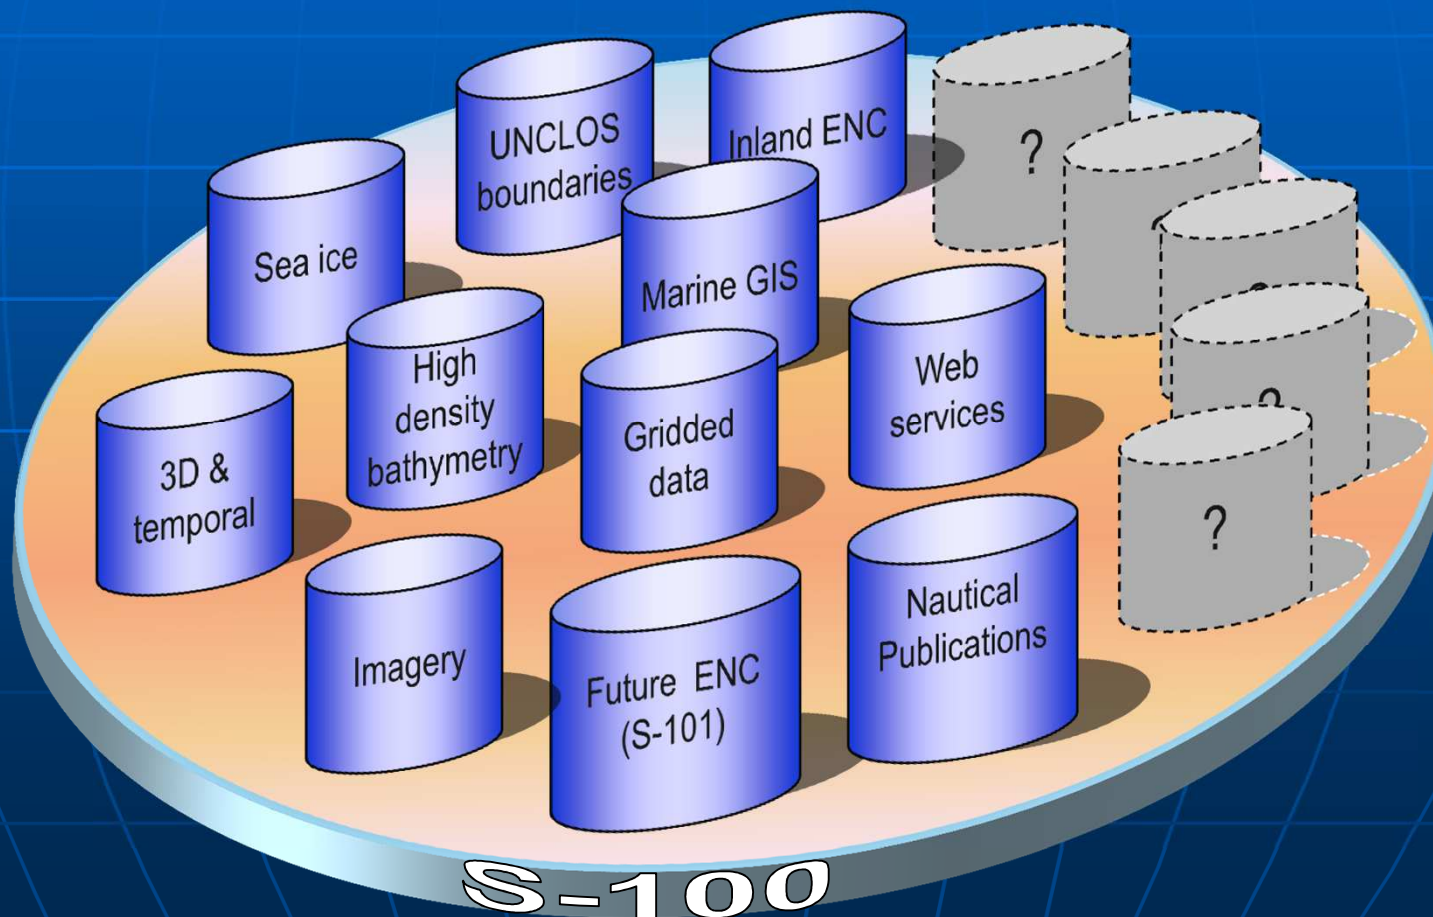 UNCLOS
boundaries
Inland ENC
?
Sea ice
Marine GIS
High
density
bathymetry
Web
services
Gridded
data
3D &
temporal
?
Nautical
Publications
Imagery
Future ENC
(S-101)
S-100